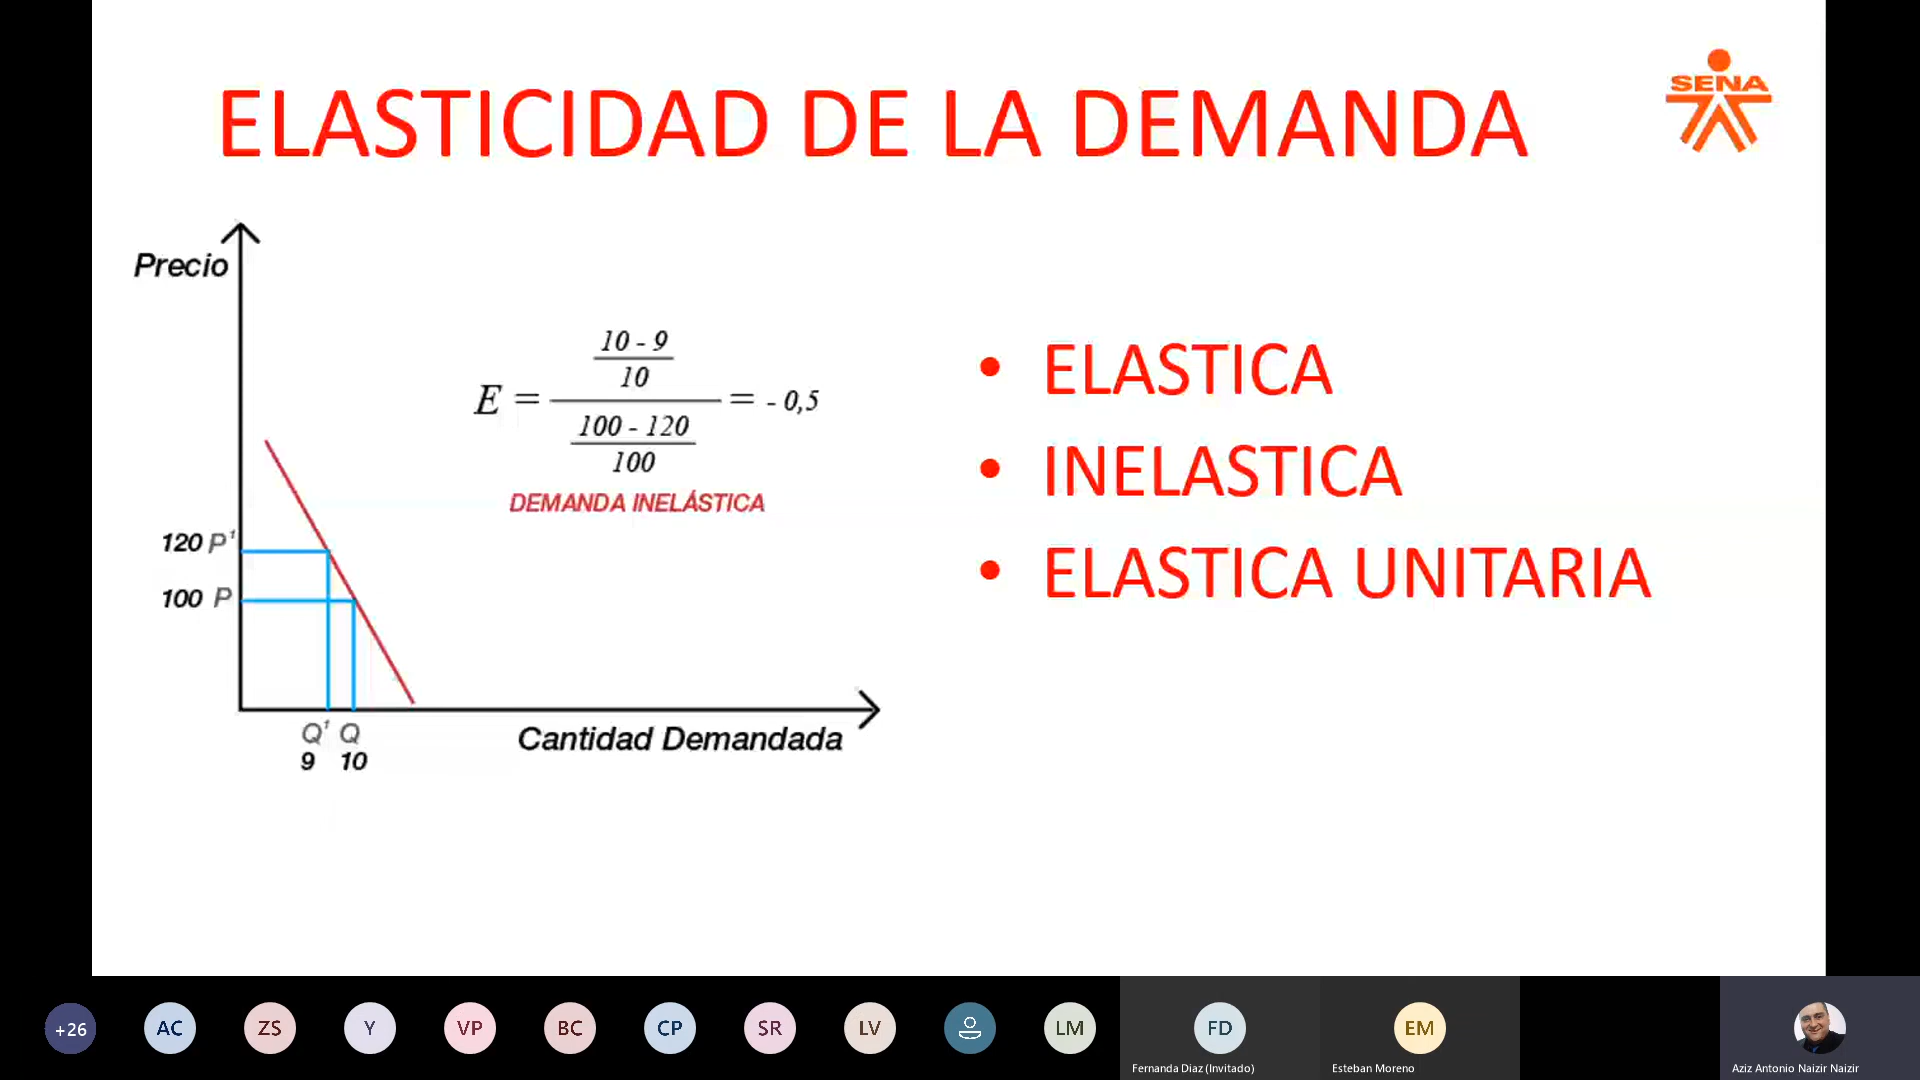 ELASTICIDAD DE LA DEMANDA
SENA
Precio
E = 10 - 9 / 10 / 100 - 120 / 100 = - 0,5
DEMANDA INELÁSTICA
120 P'
100 P
Q' Q
9 10
Cantidad Demandada
• ELASTICA
• INELASTICA
• ELASTICA UNITARIA
+26
AC
ZS
Y
VP
BC
CP
SR
LV
LM
FD
Fernanda Diaz (Invitado)
EM
Esteban Moreno
Aziz Antonio Naizir Naizir